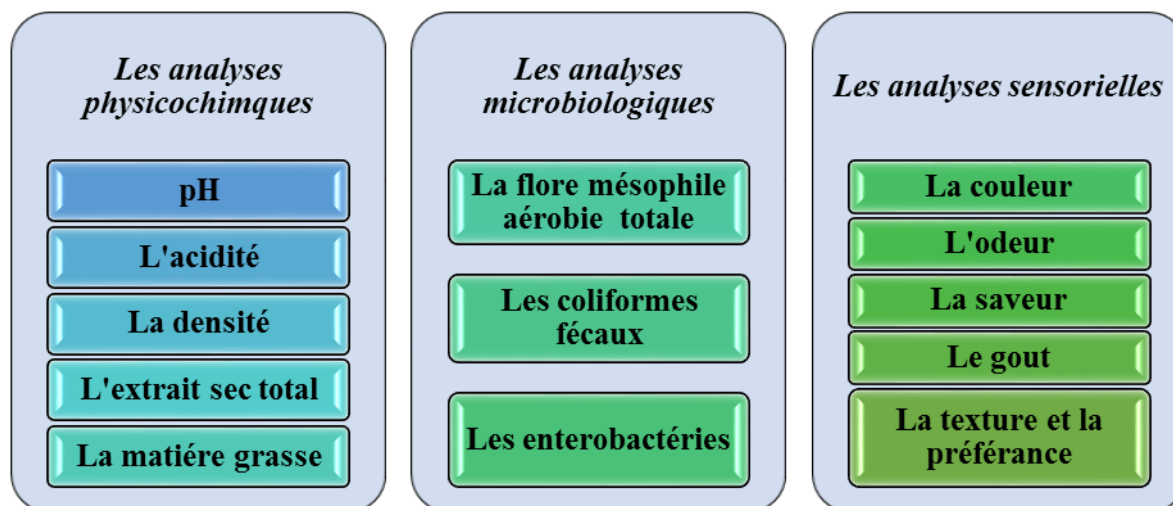 Les analyses
physicochimques
pH
L'acidité
La densité
L'extrait sec total
La matiére grasse
Les analyses
microbiologiques
La flore mésophile
aérobie totale
Les coliformes
fécaux
Les enterobactéries
Les analyses sensorielles
La couleur
L'odeur
La saveur
Le gout
La texture et la
préférance